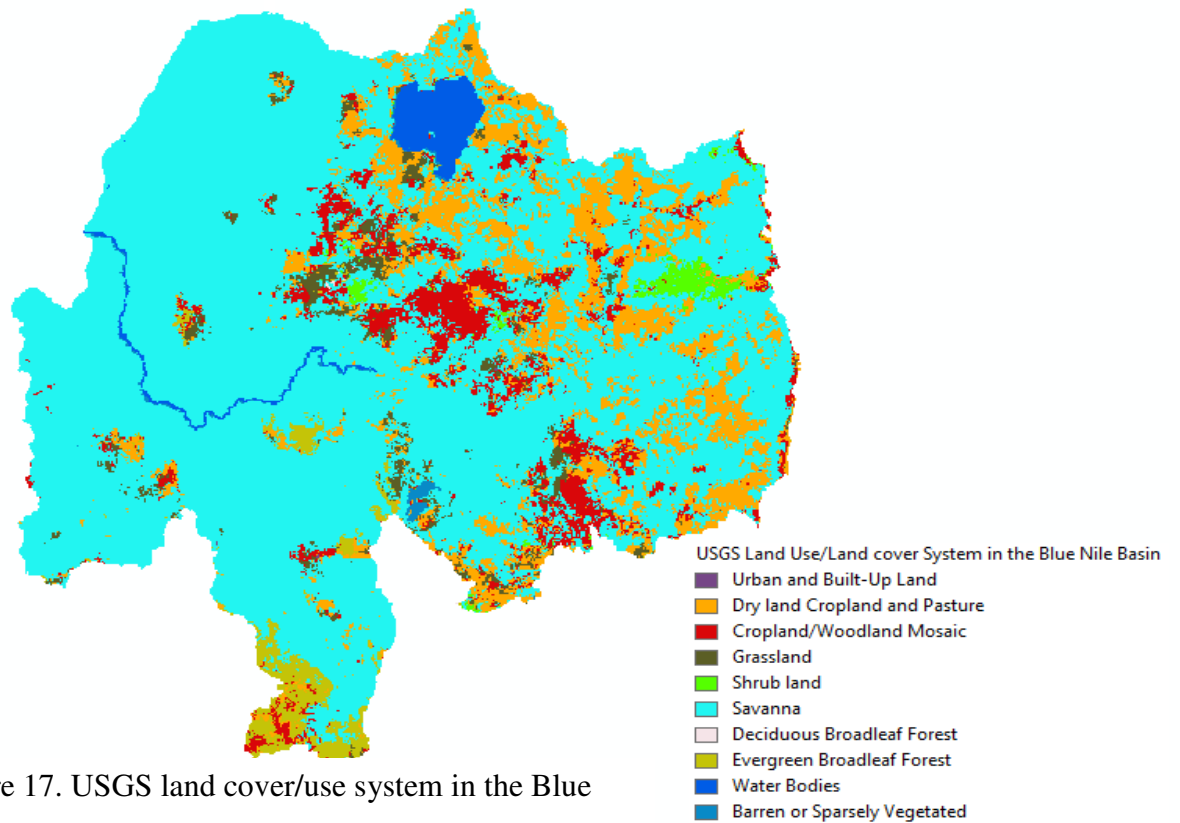 USGS Land Use/Land cover System in the Blue Nile Basin
Urban and Built-Up Land
Dry land Cropland and Pasture
Cropland/Woodland Mosaic
Grassland
Shrub land
Savanna
Deciduous Broadleaf Forest
Evergreen Broadleaf Forest
Water Bodies
Barren or Sparsely Vegetated
re 17. USGS land cover/use system in the Blue